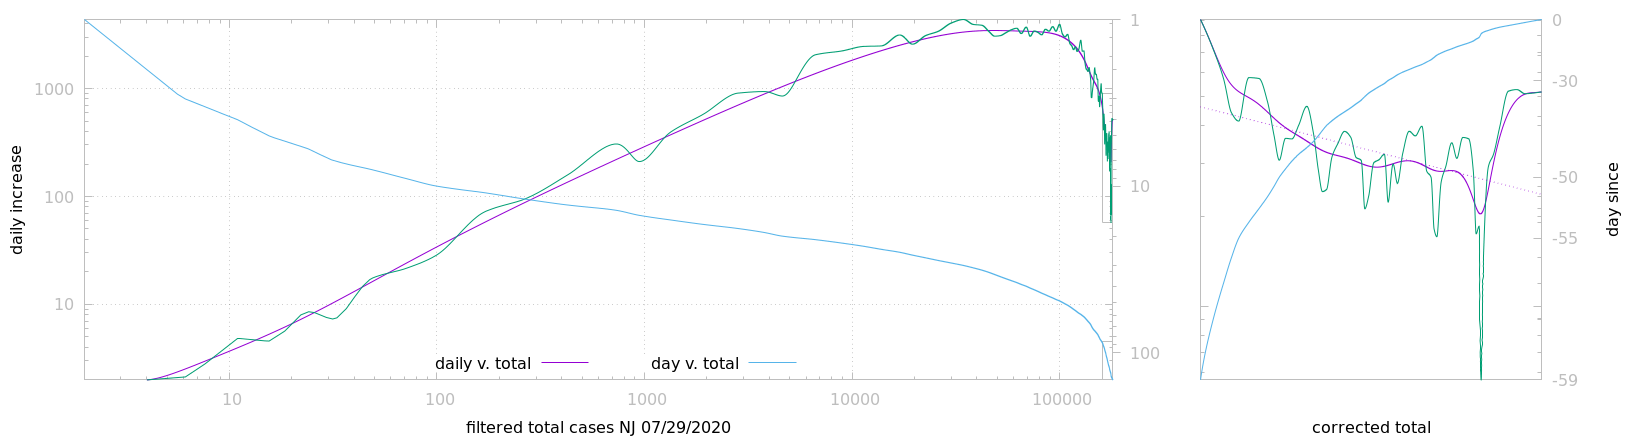 daily increase
1000
100
10
10
100
1000
10000
100000
filtered total cases NJ 07/29/2020
daily v. total
day v. total
1
10
100
0
-30
-50
-55
-59
day since
corrected total